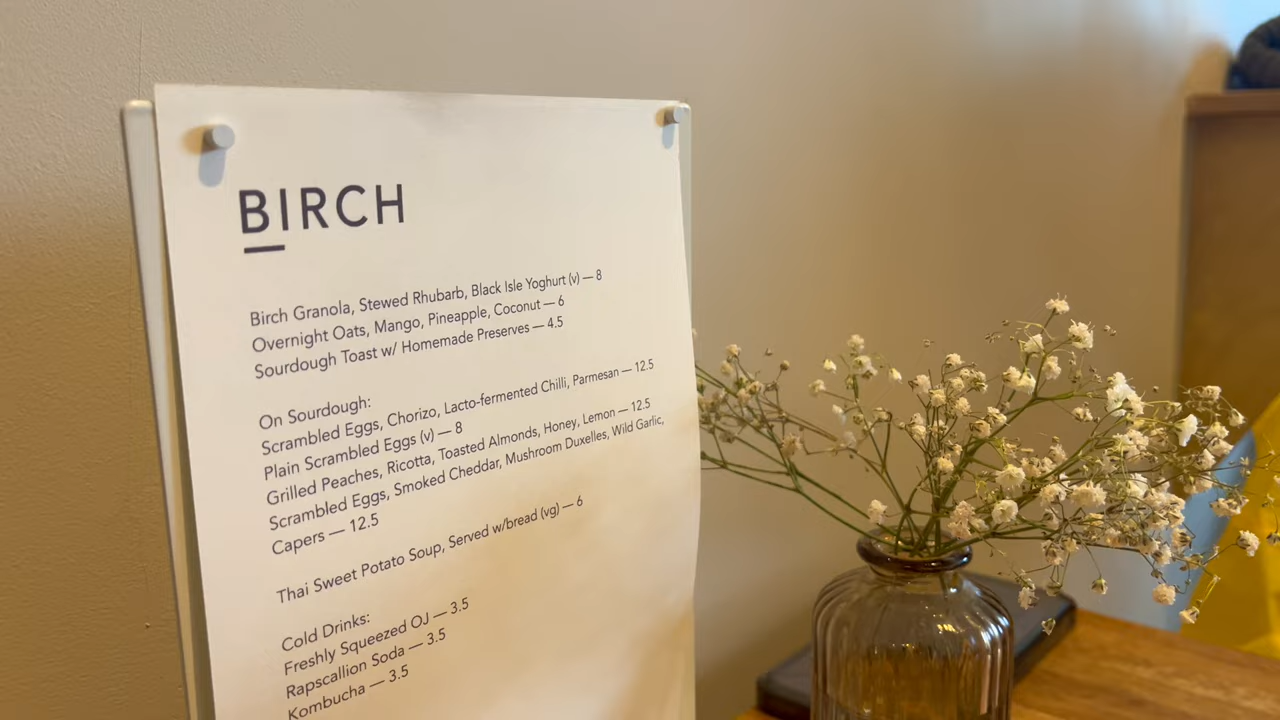 BIRCH
Birch Granola, Stewed Rhubarb, Black Isle Yoghurt (v) — 8
Overnight Oats, Mango, Pineapple, Coconut — 6
Sourdough Toast w/ Homemade Preserves — 4.5
On Sourdough:
Scrambled Eggs, Chorizo, Lacto-fermented Chilli, Parmesan — 12.5
Plain Scrambled Eggs (v) — 8
Grilled Peaches, Ricotta, Toasted Almonds, Honey, Lemon — 12.5
Scrambled Eggs, Smoked Cheddar, Mushroom Duxelles, Wild Garlic,
Capers — 12.5
Thai Sweet Potato Soup, Served w/bread (vg) — 6
Cold Drinks:
Freshly Squeezed OJ — 3.5
Rapscallion Soda — 3.5
Kombucha — 3.5